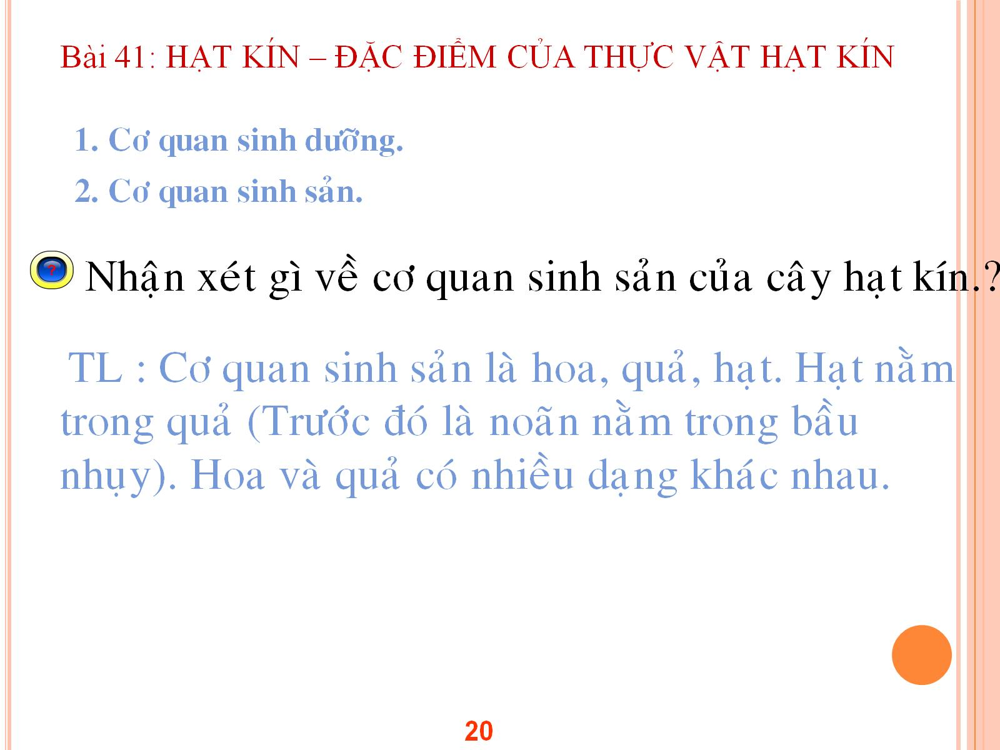 Bài 41: HẠT KÍN – ĐẶC ĐIỂM CỦA THỰC VẬT HẠT KÍN
1. Cơ quan sinh dưỡng.
2. Cơ quan sinh sản.
?
Nhận xét gì về cơ quan sinh sản của cây hạt kín.?
TL : Cơ quan sinh sản là hoa, quả, hạt. Hạt nằm
trong quả (Trước đó là noãn nằm trong bầu
nhụy). Hoa và quả có nhiều dạng khác nhau.
20